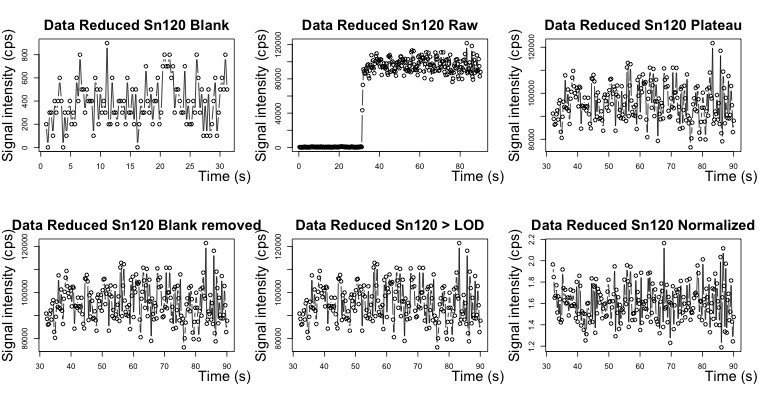 Data Reduced Sn120 Blank
Signal intensity (cps)
0 200 400 600 800
0 5 10 15 20 25 30
Time (s)
Data Reduced Sn120 Raw
Signal intensity (cps)
0 40000 80000 120000
0 20 40 60 80
Time (s)
Data Reduced Sn120 Plateau
Signal intensity (cps)
80000 100000 120000
30 40 50 60 70 80 90
Time (s)
Data Reduced Sn120 Blank removed
Signal intensity (cps)
80000 100000 120000
30 40 50 60 70 80 90
Time (s)
Data Reduced Sn120 > LOD
Signal intensity (cps)
80000 100000 120000
30 40 50 60 70 80 90
Time (s)
Data Reduced Sn120 Normalized
Signal intensity (cps)
1.2 1.4 1.6 1.8 2.0 2.2
30 40 50 60 70 80 90
Time (s)